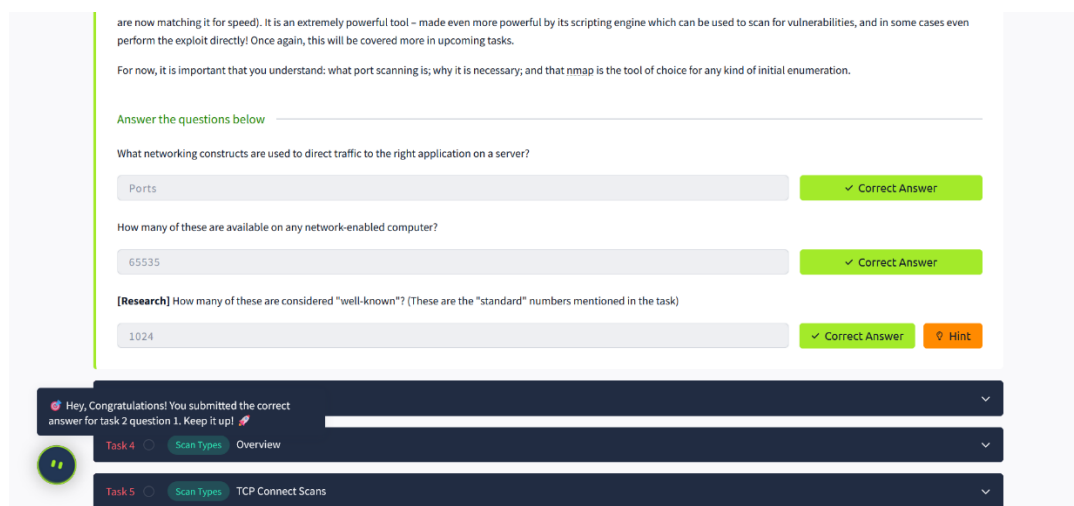 are now matching it for speed). It is an extremely powerful tool – made even more powerful by its scripting engine which can be used to scan for vulnerabilities, and in some cases even
perform the exploit directly! Once again, this will be covered more in upcoming tasks.
For now, it is important that you understand: what port scanning is; why it is necessary; and that nmap is the tool of choice for any kind of initial enumeration.
Answer the questions below
What networking constructs are used to direct traffic to the right application on a server?
Ports
✓ Correct Answer
How many of these are available on any network-enabled computer?
65535
✓ Correct Answer
[Research] How many of these are considered "well-known"? (These are the "standard" numbers mentioned in the task)
1024
✓ Correct Answer
Hint
🎯 Hey, Congratulations! You submitted the correct
answer for task 2 question 1. Keep it up! 🚀
Task 4 Scan Types Overview
Task 5 Scan Types TCP Connect Scans